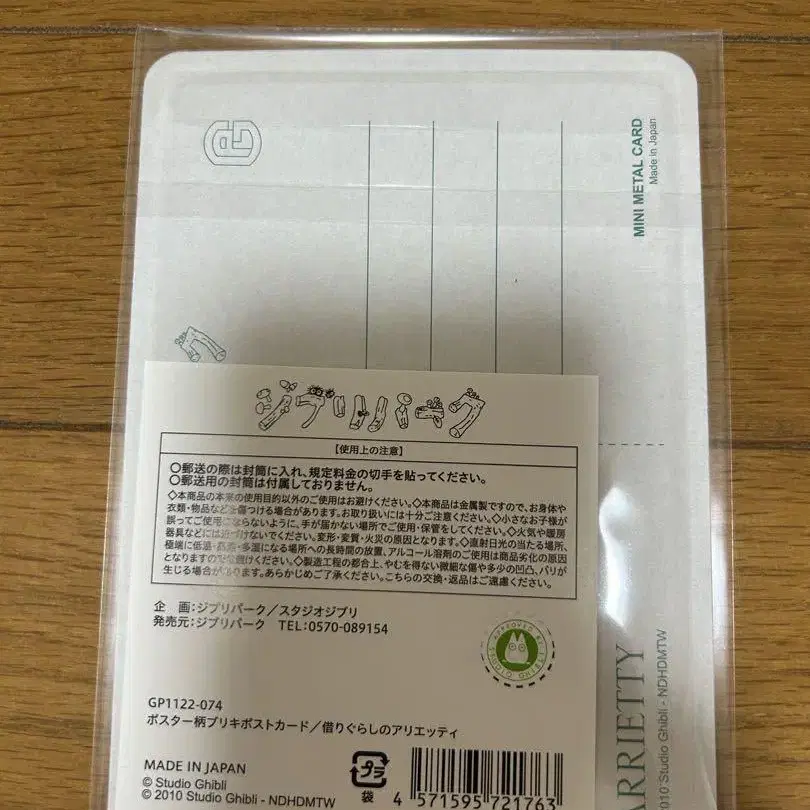 MINI METAL CARD
Made in Japan
ジブリパーク
【使用上の注意】
○郵送の際は封筒に入れ、規定料金の切手を貼ってください。
○郵送用の封筒は付属しておりません。
◇本商品の本来の使用目的以外のご使用はお避けください。◇本商品は金属製ですので、お身体や
衣類・物品などを傷つける場合があります。お取り扱いには十分ご注意ください。◇小さなお子様が
誤ってご使用にならないように、手が届かない場所でご使用・保管をしてください。◇火気や暖房
器具などには近づけないでください。変形・変質・火災の原因となります。◇直射日光の当たる場所、
極端に低温・高温・多湿になる場所への長時間の放置、アルコール溶剤のご使用は商品劣化の原因
となりますのでお避けください。◇製造工程の都合上、やむを得ない微細な傷や多少の凹凸、バリが
生じる場合があります。あらかじめご了承ください。こちらの交換・返品はご遠慮ください。
企 画：ジブリパーク／スタジオジブリ
発売元：ジブリパーク TEL：0570-089154
GP1122-074
ポスター柄ブリキポストカード／借りぐらしのアリエッティ
MADE IN JAPAN
© Studio Ghibli
© 2010 Studio Ghibli - NDHDMTW
プラ
袋
4 571595 721763
ARRIETTY
2010 Studio Ghibli - NDHDMTW